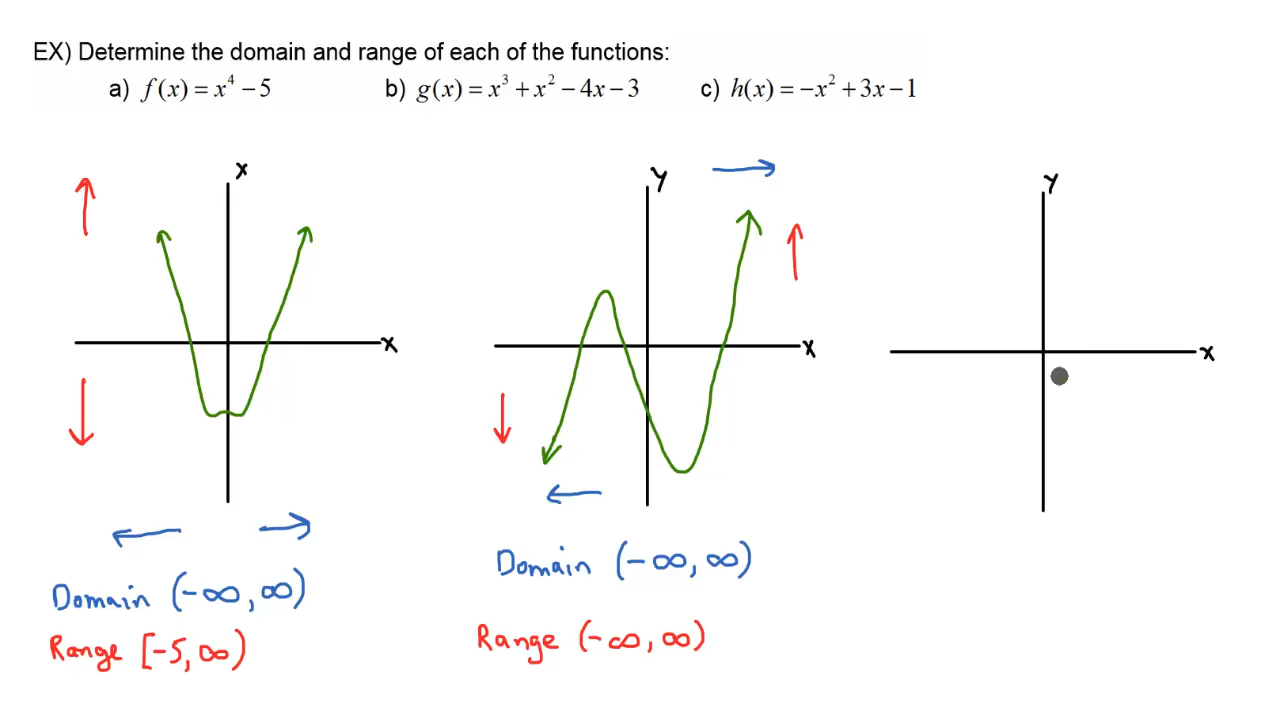 EX) Determine the domain and range of each of the functions:
a) f(x) = x⁴ − 5 b) g(x) = x³ + x² − 4x − 3 c) h(x) = −x² + 3x − 1
x y y
x x x
Domain (-∞, ∞) Domain (-∞, ∞)
Range [-5, ∞) Range (-∞, ∞)